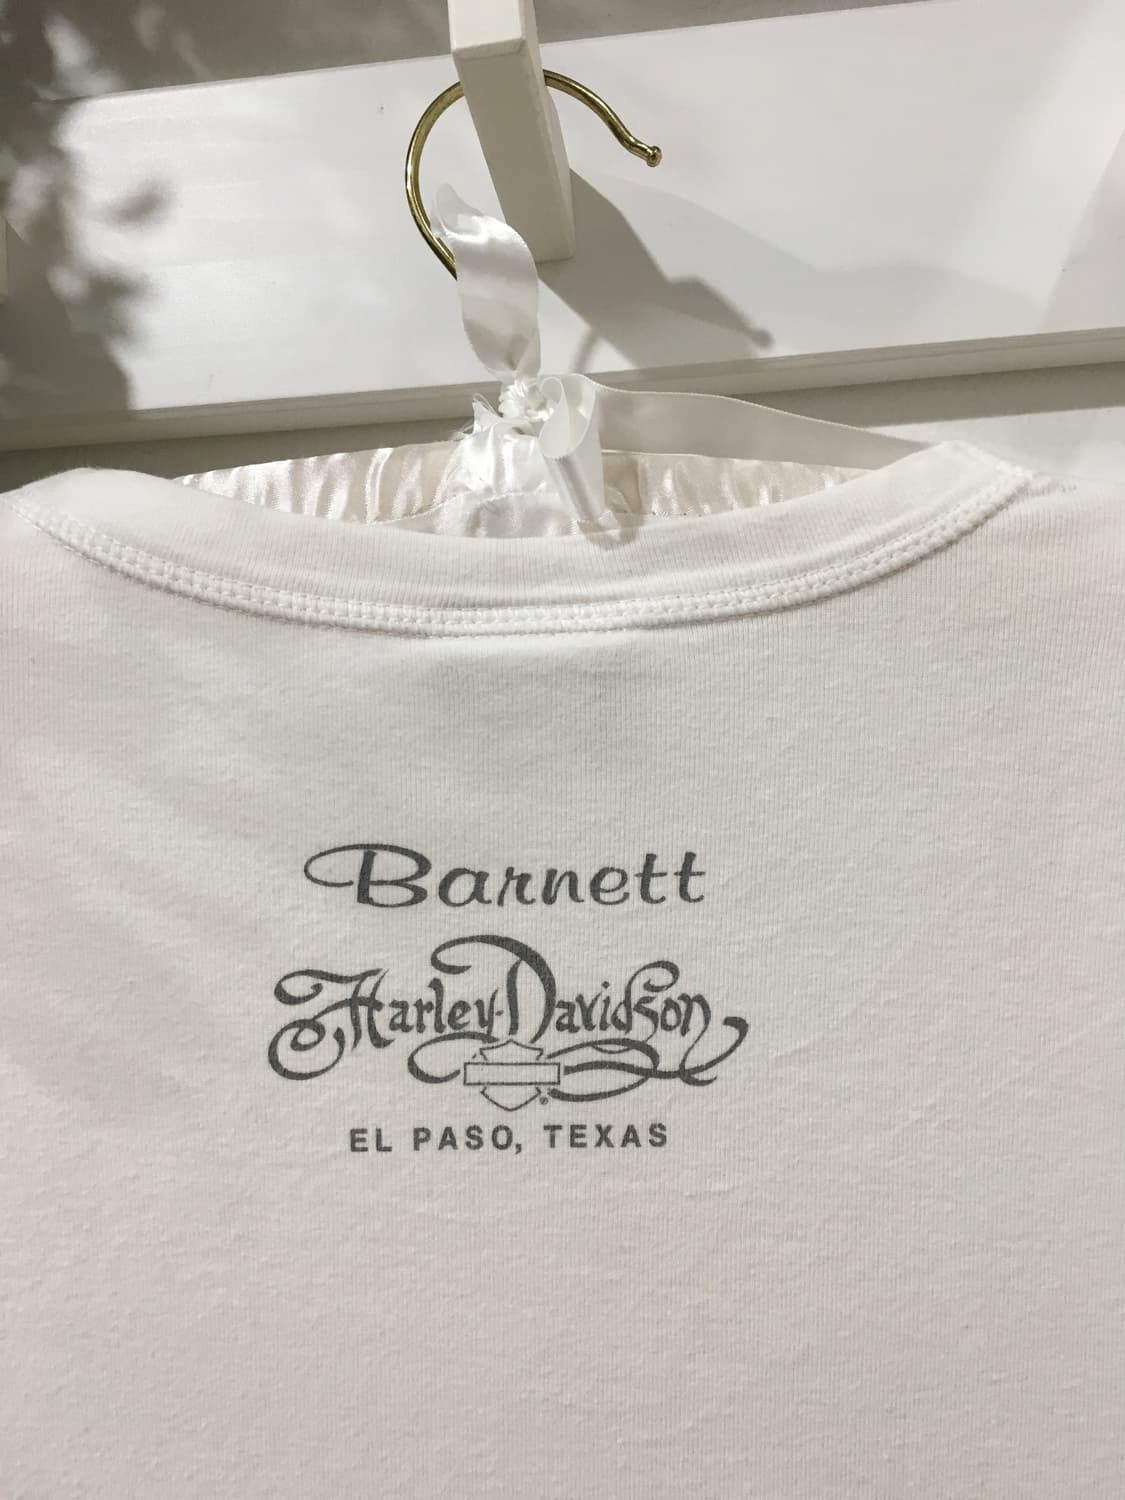 Barnett
Harley-Davidson
EL PASO, TEXAS